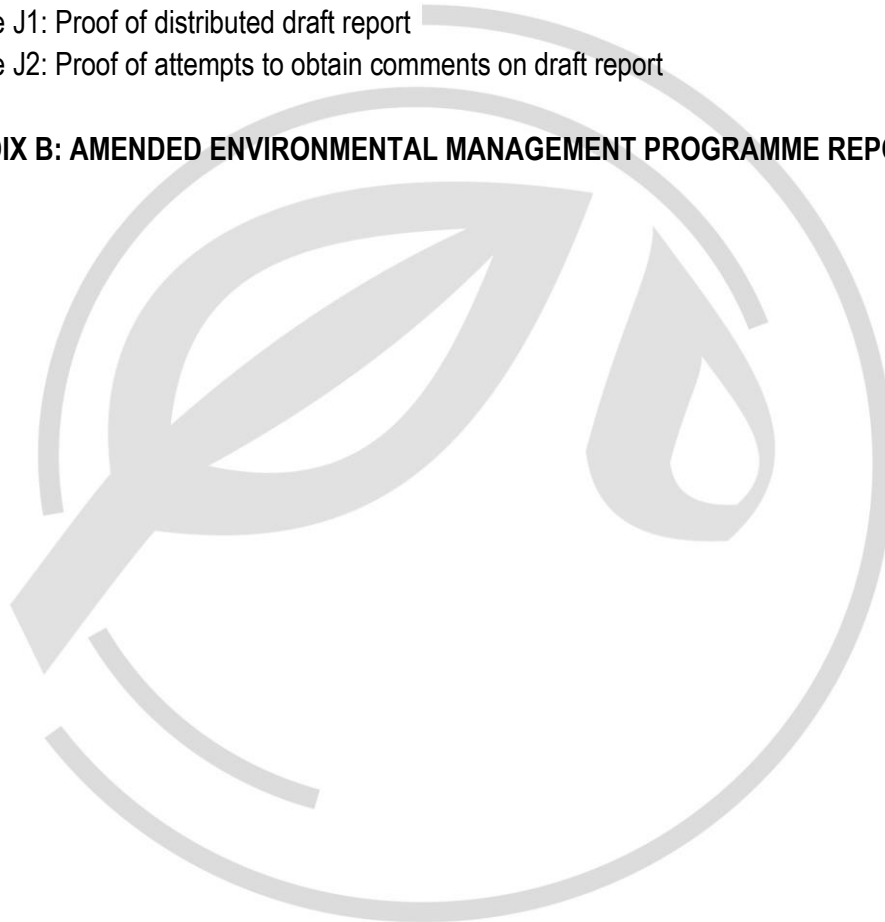 e J1: Proof of distributed draft report
e J2: Proof of attempts to obtain comments on draft report
DIX B: AMENDED ENVIRONMENTAL MANAGEMENT PROGRAMME REPO